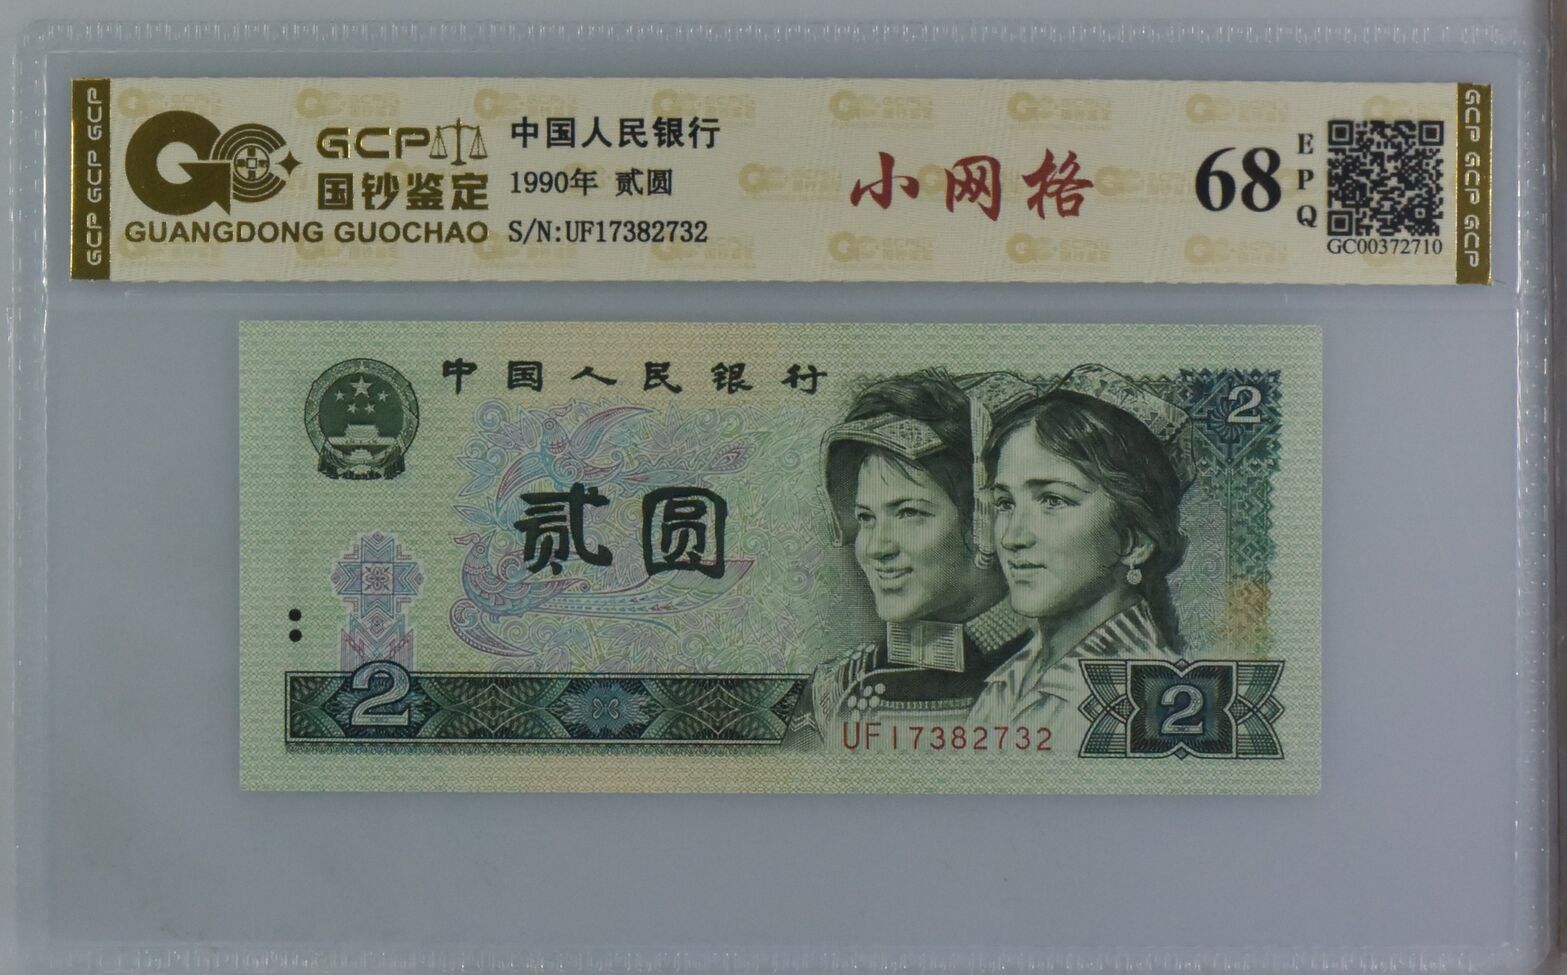 GCP GCP GCP
GC
GCP
国钞鉴定
GUANGDONG GUOCHAO
中国人民银行
1990年 贰圆
S/N:UF17382732
小网格
68
EPQ
GC00372710
GCP GCP GCP
中国人民银行
2
贰圆
2
2
UF17382732